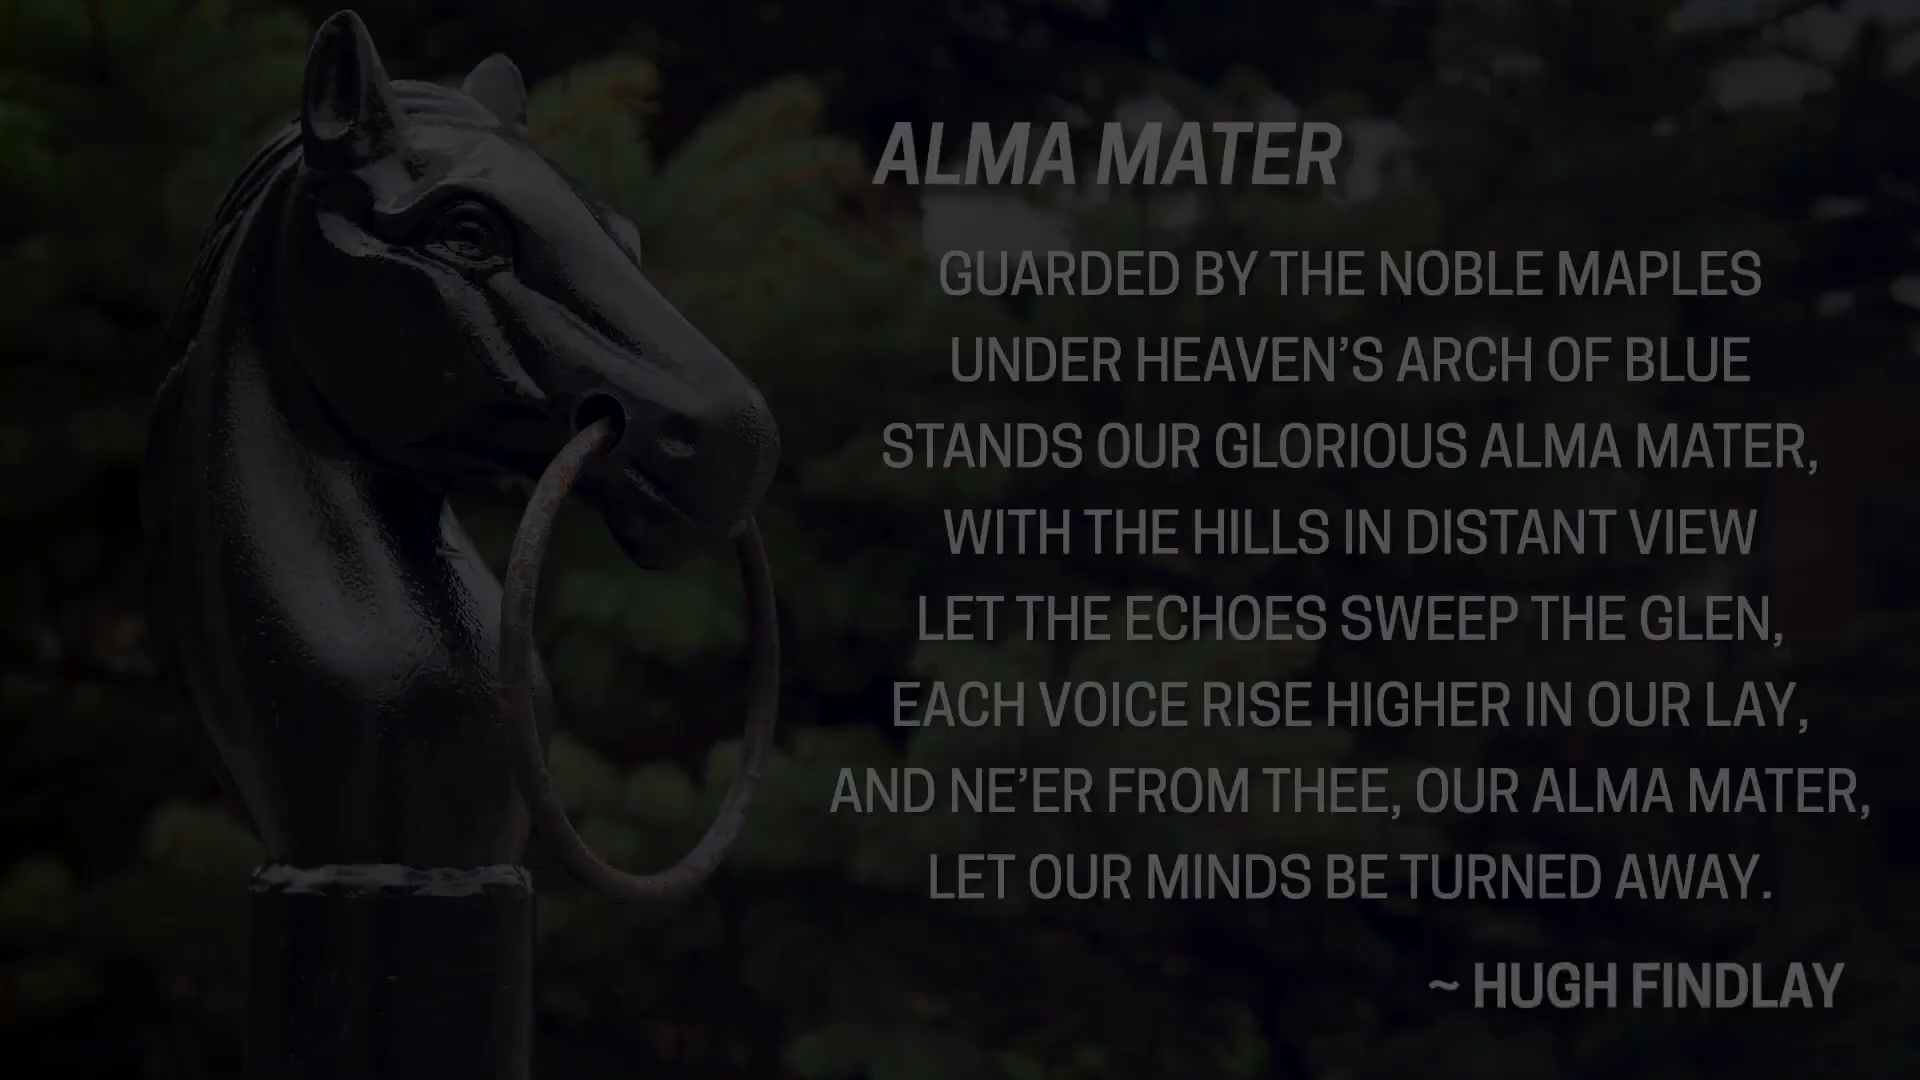 ALMA MATER
GUARDED BY THE NOBLE MAPLES
UNDER HEAVEN’S ARCH OF BLUE
STANDS OUR GLORIOUS ALMA MATER,
WITH THE HILLS IN DISTANT VIEW
LET THE ECHOES SWEEP THE GLEN,
EACH VOICE RISE HIGHER IN OUR LAY,
AND NE’ER FROM THEE, OUR ALMA MATER,
LET OUR MINDS BE TURNED AWAY.
~ HUGH FINDLAY